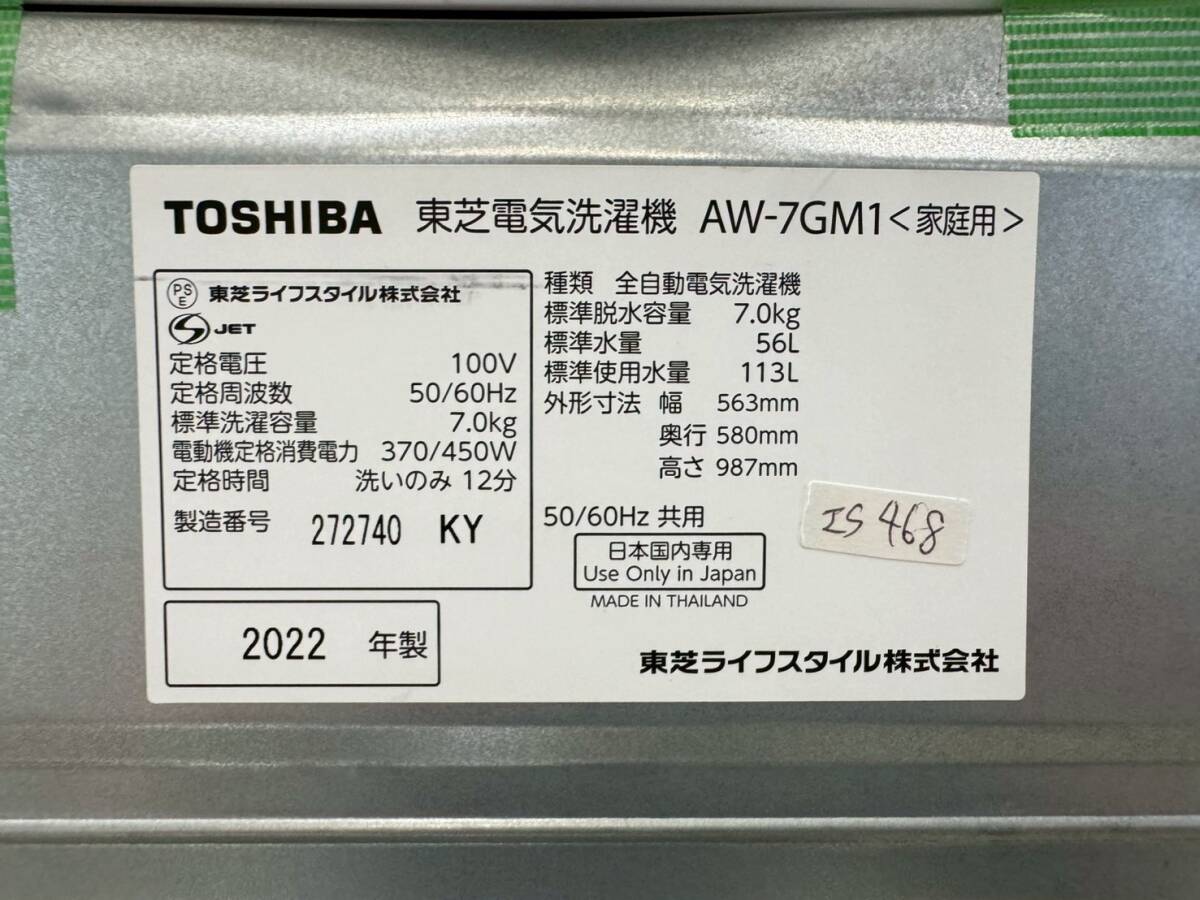 TOSHIBA 東芝電気洗濯機 AW-7GM1<家庭用>
PS
E
東芝ライフスタイル株式会社
S JET
定格電圧 100V
定格周波数 50/60Hz
標準洗濯容量 7.0kg
電動機定格消費電力 370/450W
定格時間 洗いのみ 12分
製造番号 272740 KY
2022 年製
種類 全自動電気洗濯機
標準脱水容量 7.0kg
標準水量 56L
標準使用水量 113L
外形寸法 幅 563mm
奥行 580mm
高さ 987mm
50/60Hz 共用
日本国内専用
Use Only in Japan
MADE IN THAILAND
IS 468
東芝ライフスタイル株式会社